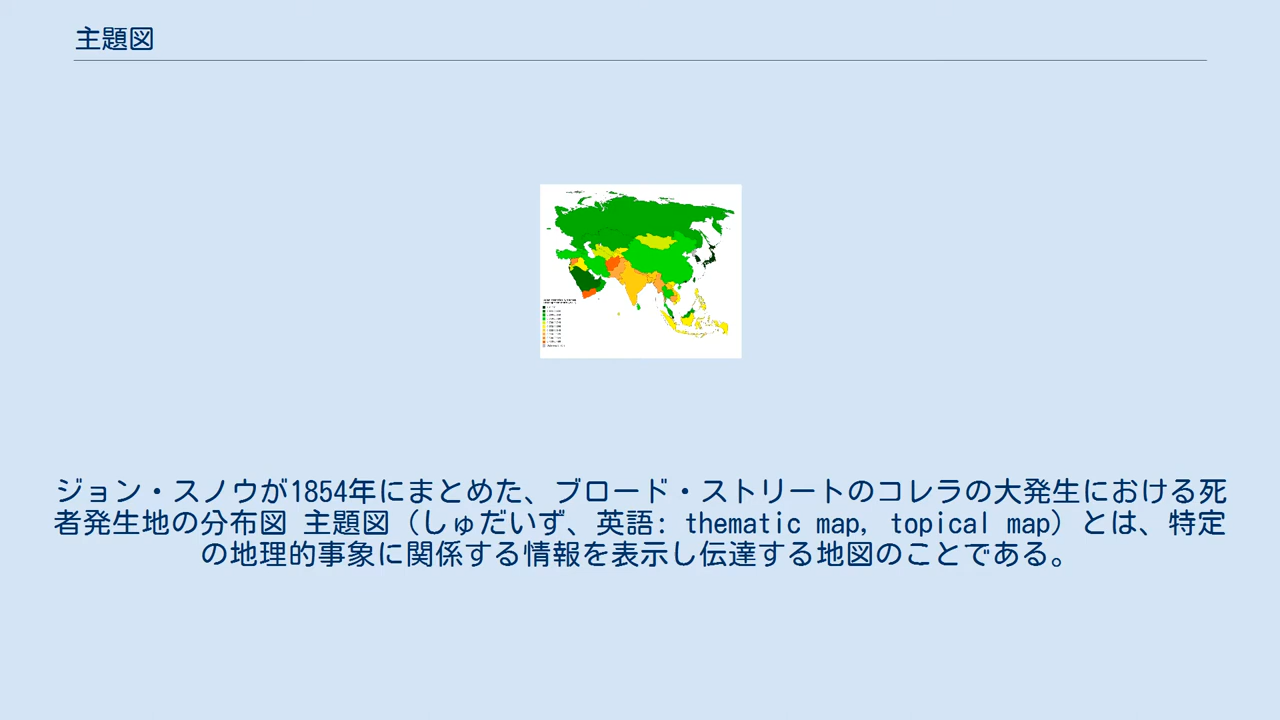 主題図
ジョン・スノウが1854年にまとめた、ブロード・ストリートのコレラの大発生における死
者発生地の分布図 主題図（しゅだいず、英語: thematic map, topical map）とは、特定
の地理的事象に関係する情報を表示し伝達する地図のことである。